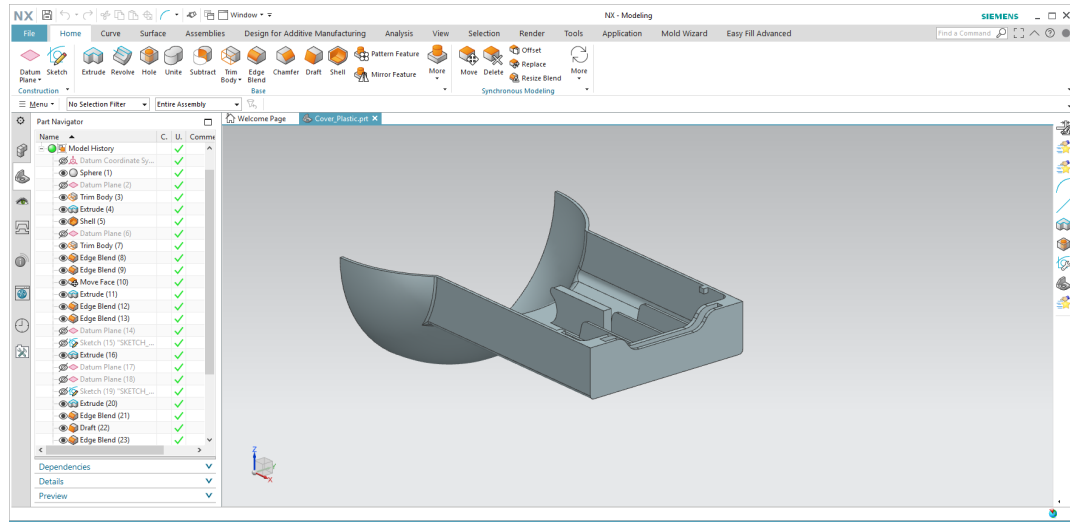 NX Window NX - Modeling SIEMENS
File Home Curve Surface Assemblies Design for Additive Manufacturing Analysis View Selection Render Tools Application Mold Wizard Easy Fill Advanced Find a Command
Offset
Pattern Feature
Replace
Mirror Feature
Resize Blend
Datum Plane Sketch Extrude Revolve Hole Unite Subtract Trim Body Edge Blend Chamfer Draft Shell More Move Delete More
Construction Base Synchronous Modeling
Menu No Selection Filter Entire Assembly
Part Navigator Welcome Page Cover_Plastic.prt
Name C. U. Comme
Model History
Datum Coordinate Sy...
Sphere (1)
Datum Plane (2)
Trim Body (3)
Extrude (4)
Shell (5)
Datum Plane (6)
Trim Body (7)
Edge Blend (8)
Edge Blend (9)
Move Face (10)
Extrude (11)
Edge Blend (12)
Edge Blend (13)
Datum Plane (14)
Sketch (15) "SKETCH_...
Extrude (16)
Datum Plane (17)
Datum Plane (18)
Sketch (19) "SKETCH_...
Extrude (20)
Edge Blend (21)
Draft (22)
Edge Blend (23)
Dependencies
Details
Preview
Z
Y
X